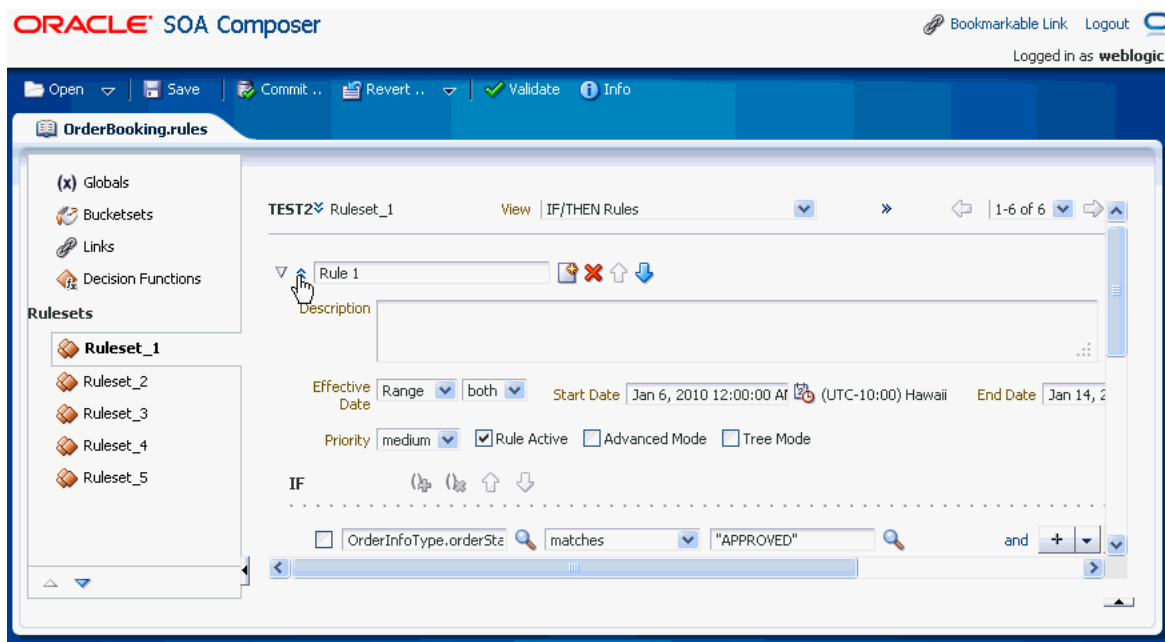 ORACLE SOA Composer
Bookmarkable Link Logout
Logged in as weblogic
Open Save Commit .. Revert .. Validate Info
OrderBooking.rules
(x) Globals
Bucketsets
Links
Decision Functions
Rulesets
Ruleset_1
Ruleset_2
Ruleset_3
Ruleset_4
Ruleset_5
TEST2 Ruleset_1 View IF/THEN Rules 1-6 of 6
Rule 1
Description
Effective Date Range both Start Date Jan 6, 2010 12:00:00 AM (UTC-10:00) Hawaii End Date Jan 14, 2
Priority medium Rule Active Advanced Mode Tree Mode
IF
OrderInfoType.orderSta matches "APPROVED" and